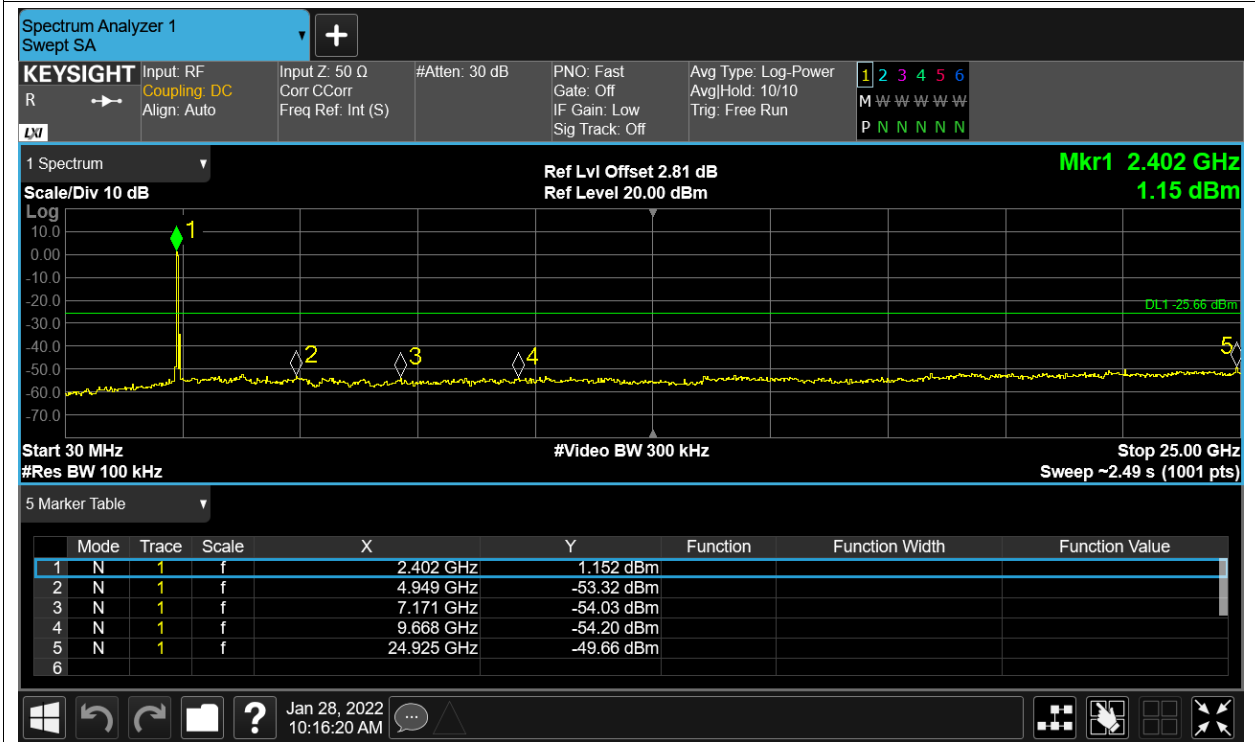 Spectrum Analyzer 1
Swept SA
+
KEYSIGHT
R
LXI
Input: RF
Coupling: DC
Align: Auto
Input Z: 50 Ω
Corr CCorr
Freq Ref: Int (S)
#Atten: 30 dB
PNO: Fast
Gate: Off
IF Gain: Low
Sig Track: Off
Avg Type: Log-Power
Avg|Hold: 10/10
Trig: Free Run
1 2 3 4 5 6
M W W W W W
P N N N N N
1 Spectrum
Scale/Div 10 dB
Ref Lvl Offset 2.81 dB
Ref Level 20.00 dBm
Mkr1 2.402 GHz
1.15 dBm
Log
10.0
0.00
-10.0
-20.0
-30.0
-40.0
-50.0
-60.0
-70.0
1
2
3
4
5
DL1 -25.66 dBm
Start 30 MHz
#Res BW 100 kHz
#Video BW 300 kHz
Stop 25.00 GHz
Sweep ~2.49 s (1001 pts)
5 Marker Table
Mode Trace Scale X Y Function Function Width Function Value
1 N 1 f 2.402 GHz 1.152 dBm
2 N 1 f 4.949 GHz -53.32 dBm
3 N 1 f 7.171 GHz -54.03 dBm
4 N 1 f 9.668 GHz -54.20 dBm
5 N 1 f 24.925 GHz -49.66 dBm
6
?
Jan 28, 2022
10:16:20 AM